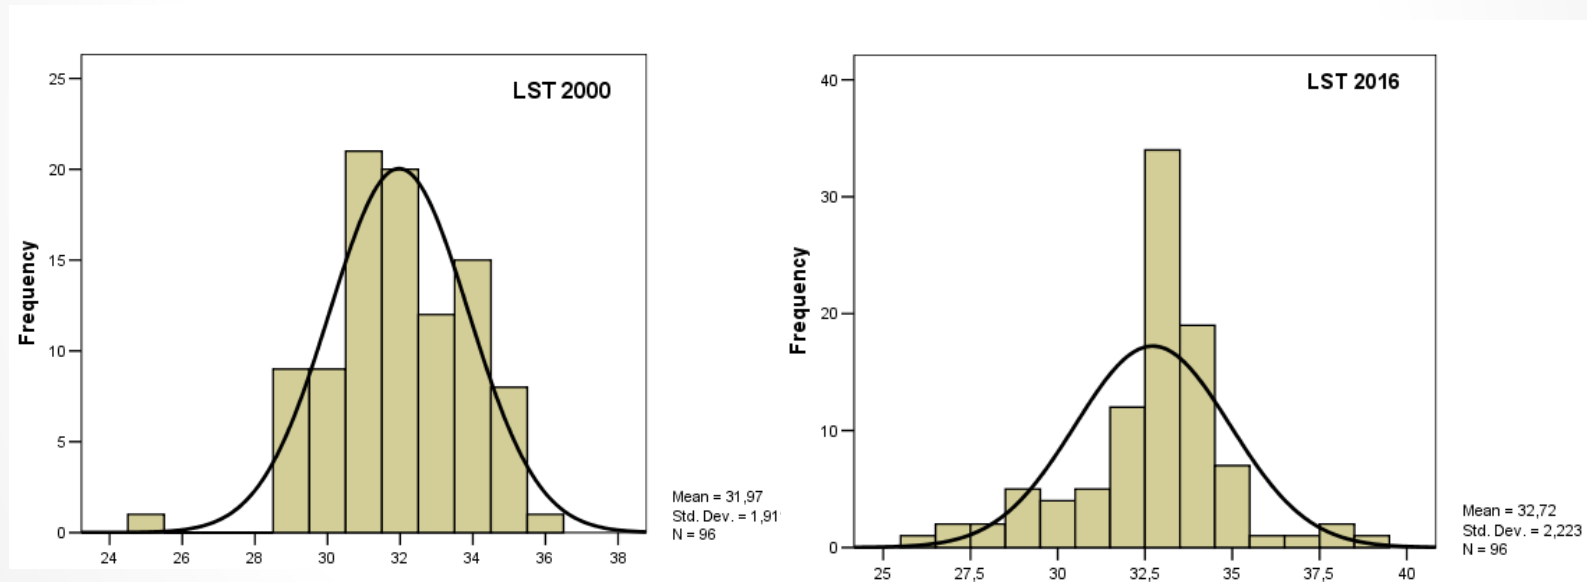 LST 2000
Frequency
25
20
15
10
5
0
24 26 28 30 32 34 36 38
Mean = 31,97
Std. Dev. = 1,91
N = 96
LST 2016
Frequency
40
30
20
10
0
25 27,5 30 32,5 35 37,5 40
Mean = 32,72
Std. Dev. = 2,223
N = 96